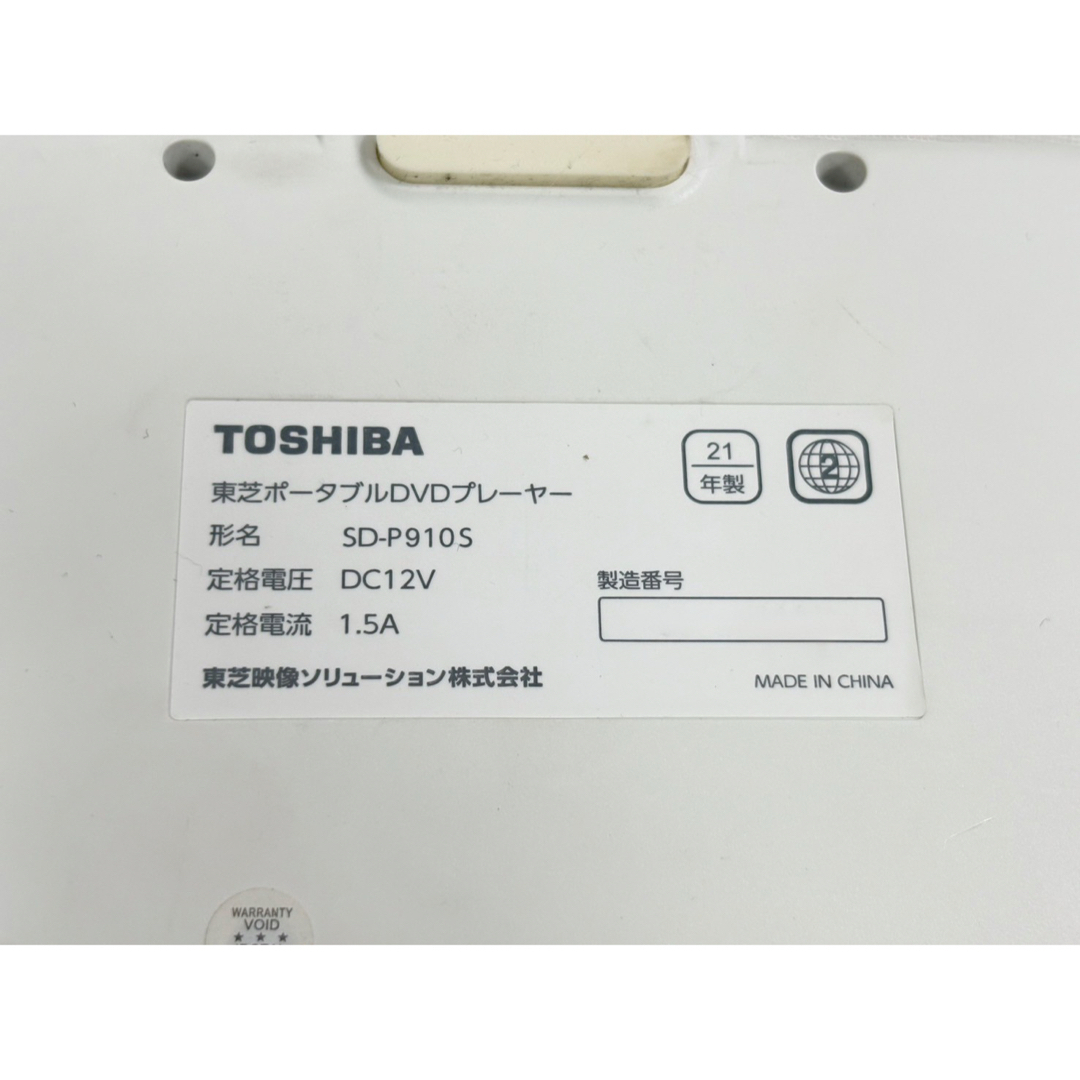 TOSHIBA
21
年製
2
東芝ポータブルDVDプレーヤー
形名 SD-P910S
定格電圧 DC12V
定格電流 1.5A
製造番号
東芝映像ソリューション株式会社
MADE IN CHINA
WARRANTY
VOID